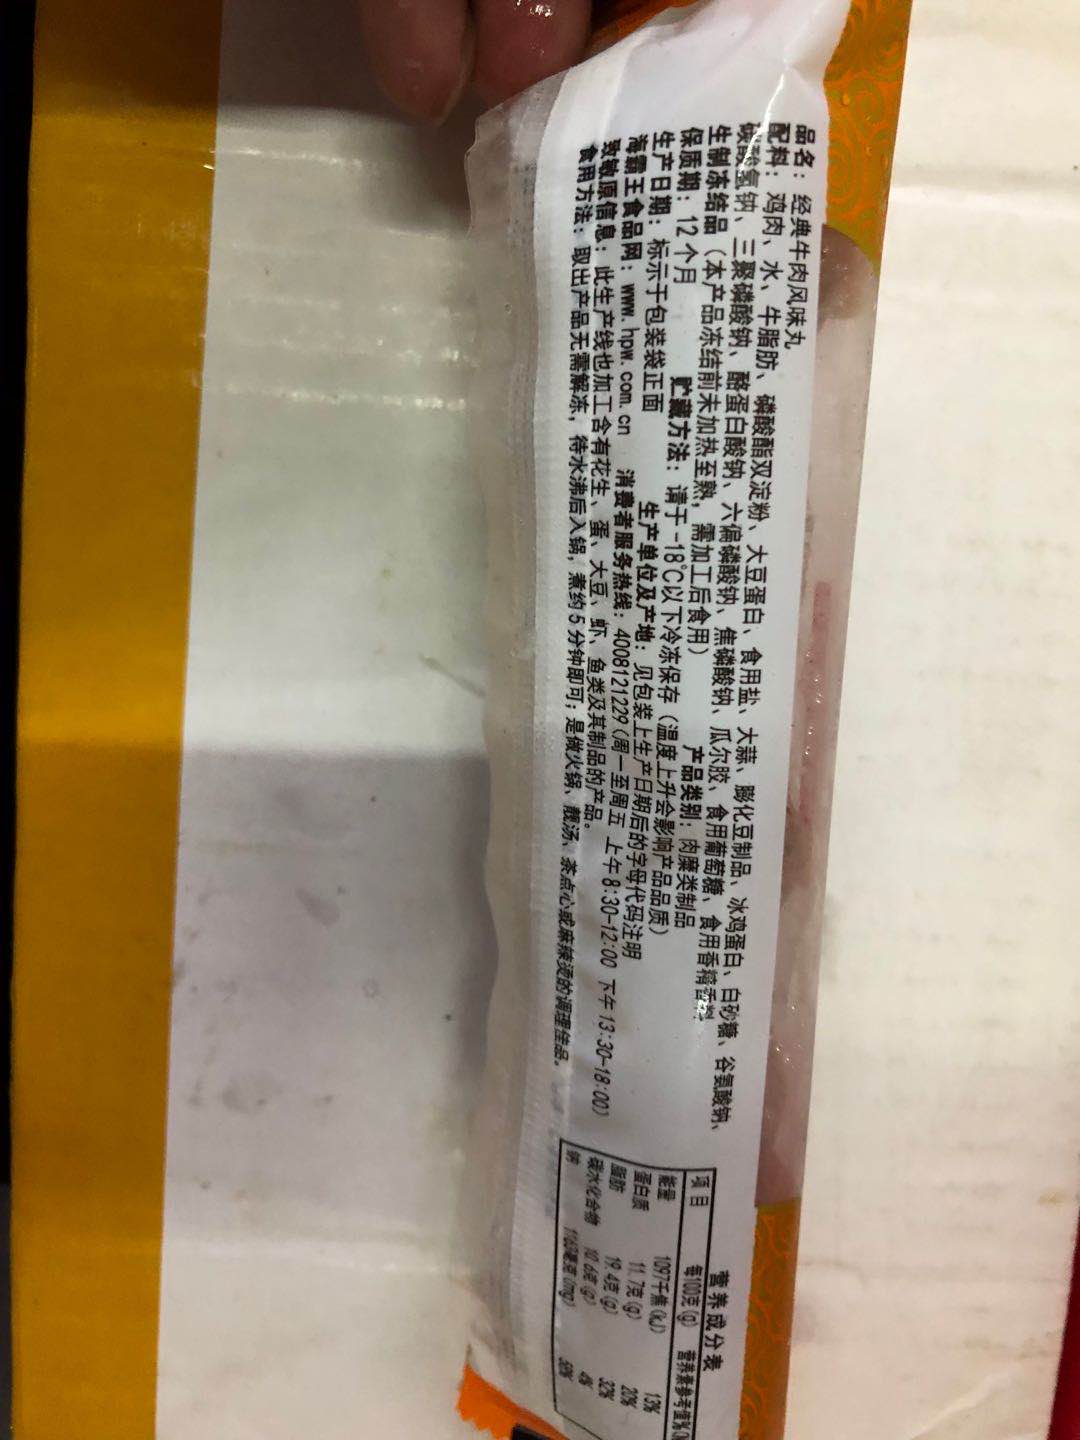 品名：经典牛肉风味丸
配料：鸡肉、水、牛脂肪、磷酸酯双淀粉、大豆蛋白、食用盐、大蒜、膨化豆制品、冰鸡蛋白、白砂糖、谷氨酸钠、
碳酸氢钠、三聚磷酸钠、酪蛋白酸钠、六偏磷酸钠、焦磷酸钠、瓜尔胶、食用葡萄糖、食用香精香料
生制冻结品（本产品冻结前未加热至熟，需加工后食用） 产品类别：肉糜类制品
保质期：12个月 贮藏方法：请于-18℃以下冷冻保存（温度上升会影响产品品质）
生产日期：标示于包装袋正面 生产单位及产地：见包装上生产日期后的字母代码注明
海霸王食品网：www.hpw.com.cn 消费者服务热线：4008121229（周一至周五 上午8:30-12:00 下午13:30-18:00）
致敏原信息：此生产线也加工含有花生、蛋、大豆、虾、鱼类及其制品的产品。
食用方法：取出产品无需解冻，待水沸后入锅，煮约5分钟即可；是做火锅、靓汤、茶点心或麻辣烫的调理佳品。
营养成分表
项目 每100克(g) 营养素参考值%
能量 1097千焦(kJ) 13%
蛋白质 11.7克(g) 20%
脂肪 19.4克(g) 32%
碳水化合物 10.6克(g) 4%
钠 毫克(mg)